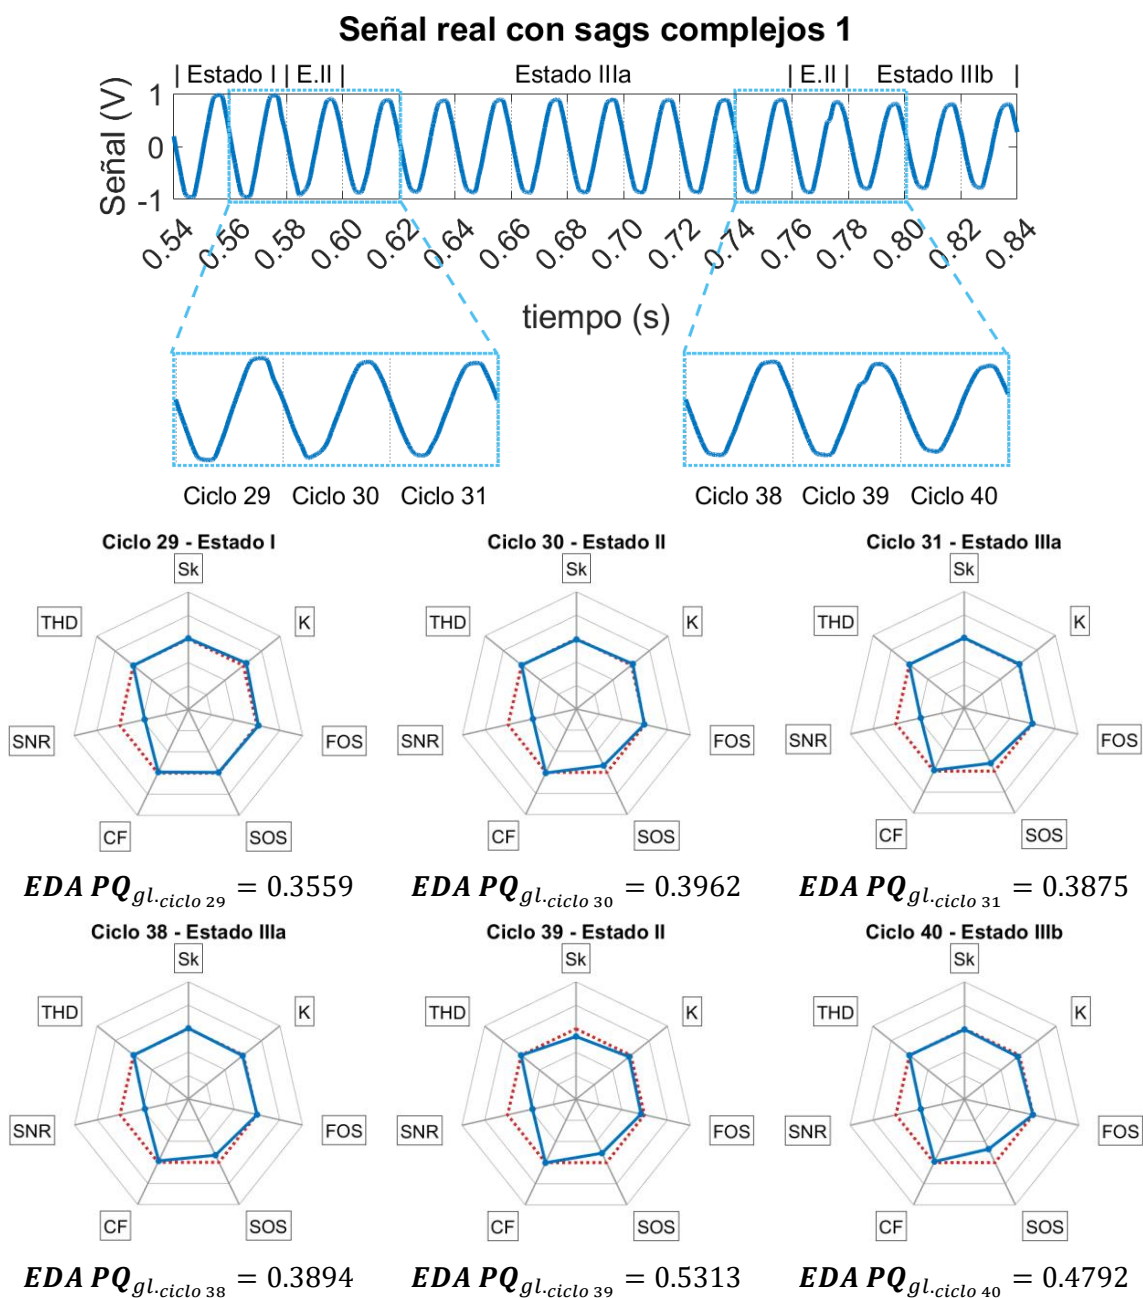 Señal real con sags complejos 1
| Estado I | E.II | Estado IIIa | E.II | Estado IIIb |
Señal (V)
1
0
-1
0.54 0.56 0.58 0.60 0.62 0.64 0.66 0.68 0.70 0.72 0.74 0.76 0.78 0.80 0.82 0.84
tiempo (s)
Ciclo 29 Ciclo 30 Ciclo 31 Ciclo 38 Ciclo 39 Ciclo 40
Ciclo 29 - Estado I
Sk
K
FOS
SOS
CF
SNR
THD
EDA PQgl.ciclo 29 = 0.3559
Ciclo 30 - Estado II
Sk
K
FOS
SOS
CF
SNR
THD
EDA PQgl.ciclo 30 = 0.3962
Ciclo 31 - Estado IIIa
Sk
K
FOS
SOS
CF
SNR
THD
EDA PQgl.ciclo 31 = 0.3875
Ciclo 38 - Estado IIIa
Sk
K
FOS
SOS
CF
SNR
THD
EDA PQgl.ciclo 38 = 0.3894
Ciclo 39 - Estado II
Sk
K
FOS
SOS
CF
SNR
THD
EDA PQgl.ciclo 39 = 0.5313
Ciclo 40 - Estado IIIb
Sk
K
FOS
SOS
CF
SNR
THD
EDA PQgl.ciclo 40 = 0.4792